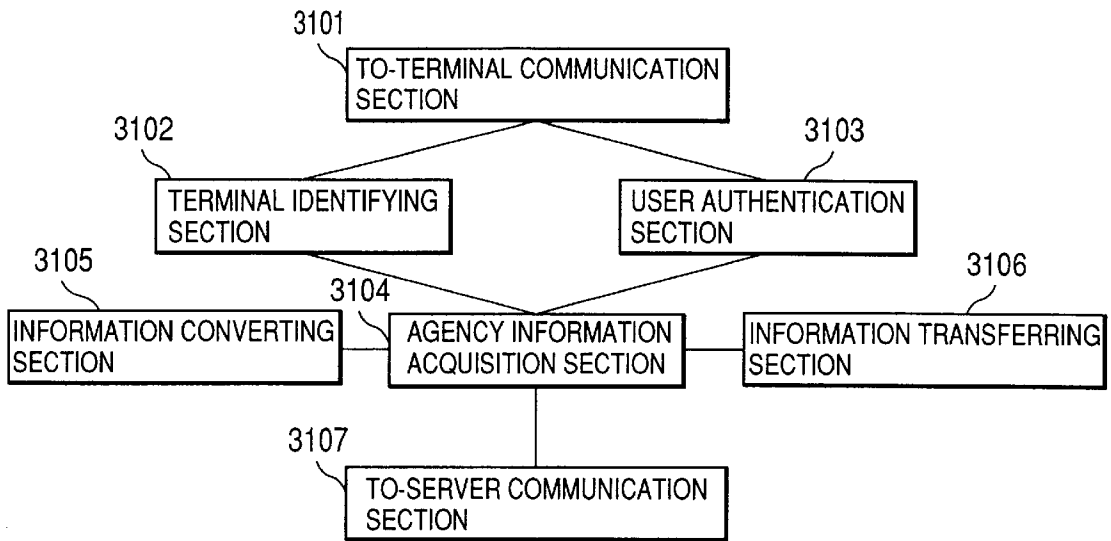 3101
TO-TERMINAL COMMUNICATION
SECTION
3102
TERMINAL IDENTIFYING
SECTION
3103
USER AUTHENTICATION
SECTION
3105
INFORMATION CONVERTING
SECTION
3104
AGENCY INFORMATION
ACQUISITION SECTION
3106
INFORMATION TRANSFERRING
SECTION
3107
TO-SERVER COMMUNICATION
SECTION